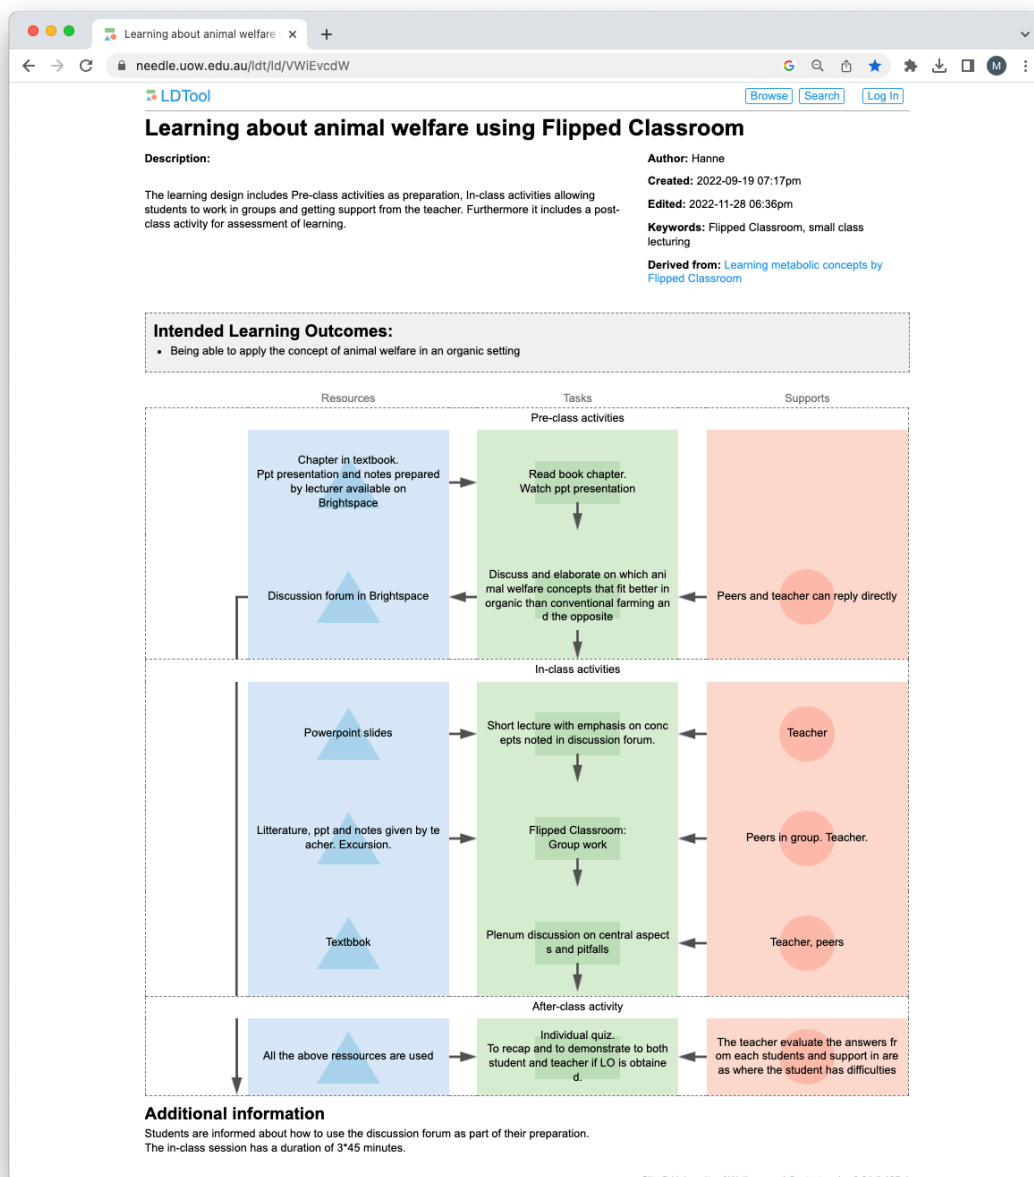 Learning about animal welfare
needle.uow.edu.au/ldt/ld/VWiEvcdW
M
LDTool
Browse
Search
Log In
Learning about animal welfare using Flipped Classroom
Description:
The learning design includes Pre-class activities as preparation, In-class activities allowing
students to work in groups and getting support from the teacher. Furthermore it includes a post-
class activity for assessment of learning.
Author: Hanne
Created: 2022-09-19 07:17pm
Edited: 2022-11-28 06:36pm
Keywords: Flipped Classroom, small class
lecturing
Derived from: Learning metabolic concepts by
Flipped Classroom
Intended Learning Outcomes:
• Being able to apply the concept of animal welfare in an organic setting
Resources
Tasks
Supports
Pre-class activities
Chapter in textbook.
Ppt presentation and notes prepared
by lecturer available on
Brightspace
Read book chapter.
Watch ppt presentation
Discussion forum in Brightspace
Discuss and elaborate on which ani
mal welfare concepts that fit better in
organic than conventional farming an
d the opposite
Peers and teacher can reply directly
In-class activities
Powerpoint slides
Short lecture with emphasis on conc
epts noted in discussion forum.
Teacher
Litterature, ppt and notes given by te
acher. Excursion.
Flipped Classroom:
Group work
Peers in group. Teacher.
Textbbok
Plenum discussion on central aspect
s and pitfalls
Teacher, peers
After-class activity
All the above ressources are used
Individual quiz.
To recap and to demonstrate to both
student and teacher if LO is obtaine
d.
The teacher evaluate the answers fr
om each students and support in are
as where the student has difficulties
Additional information
Students are informed about how to use the discussion forum as part of their preparation.
The in-class session has a duration of 3*45 minutes.